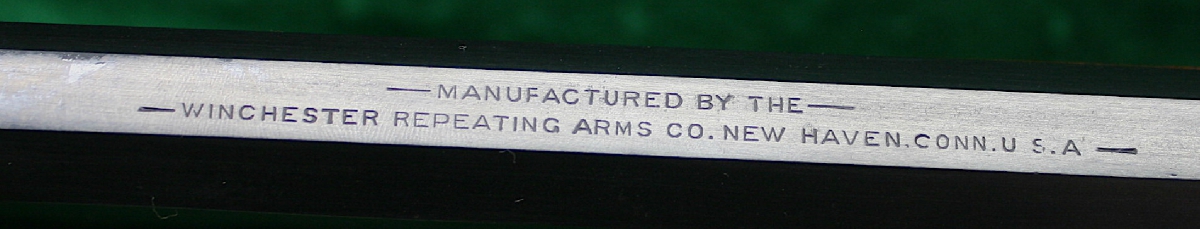 —MANUFACTURED BY THE—
—WINCHESTER REPEATING ARMS CO. NEW HAVEN. CONN. U S. A —